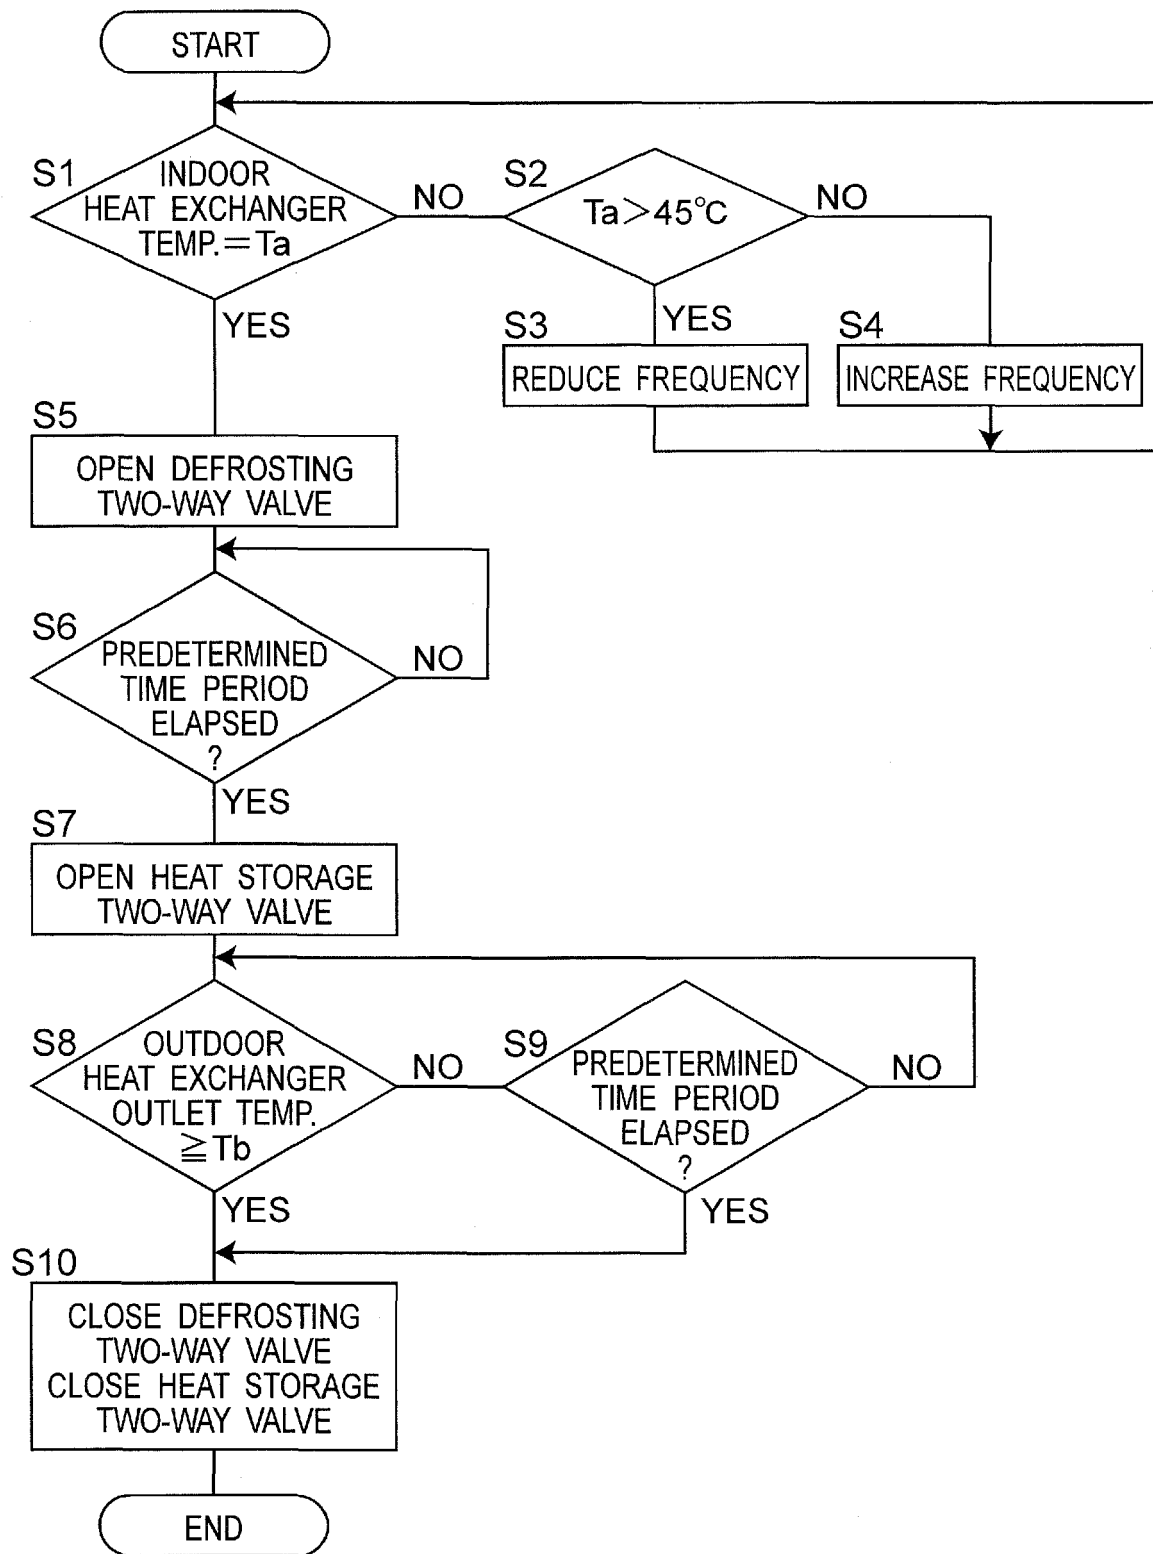 START
S1
INDOOR
HEAT EXCHANGER
TEMP.=Ta
NO
YES
S2
Ta>45°C
NO
YES
S3
REDUCE FREQUENCY
S4
INCREASE FREQUENCY
S5
OPEN DEFROSTING
TWO-WAY VALVE
S6
PREDETERMINED
TIME PERIOD
ELAPSED
?
NO
YES
S7
OPEN HEAT STORAGE
TWO-WAY VALVE
S8
OUTDOOR
HEAT EXCHANGER
OUTLET TEMP.
≧Tb
NO
YES
S9
PREDETERMINED
TIME PERIOD
ELAPSED
?
NO
YES
S10
CLOSE DEFROSTING
TWO-WAY VALVE
CLOSE HEAT STORAGE
TWO-WAY VALVE
END